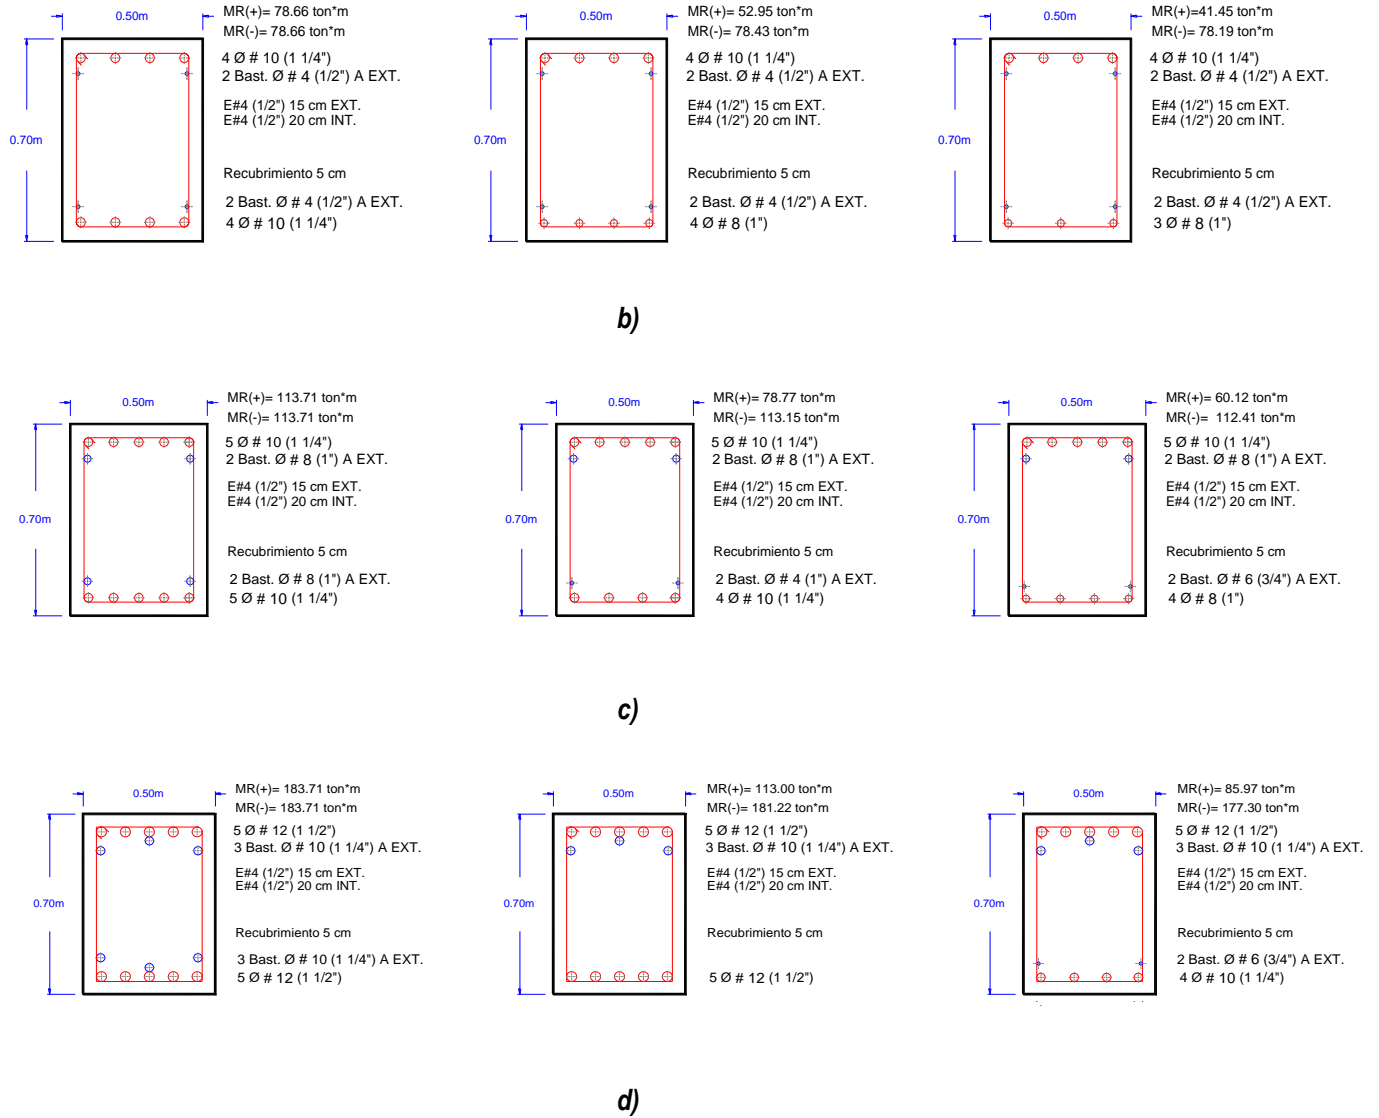 0.50m
MR(+)= 78.66 ton*m
MR(-)= 78.66 ton*m
4 Ø # 10 (1 1/4")
2 Bast. Ø # 4 (1/2") A EXT.
E#4 (1/2") 15 cm EXT.
E#4 (1/2") 20 cm INT.
0.70m
Recubrimiento 5 cm
2 Bast. Ø # 4 (1/2") A EXT.
4 Ø # 10 (1 1/4")
0.50m
MR(+)= 52.95 ton*m
MR(-)= 78.43 ton*m
4 Ø # 10 (1 1/4")
2 Bast. Ø # 4 (1/2") A EXT.
E#4 (1/2") 15 cm EXT.
E#4 (1/2") 20 cm INT.
0.70m
Recubrimiento 5 cm
2 Bast. Ø # 4 (1/2") A EXT.
4 Ø # 8 (1")
0.50m
MR(+)=41.45 ton*m
MR(-)= 78.19 ton*m
4 Ø # 10 (1 1/4")
2 Bast. Ø # 4 (1/2") A EXT.
E#4 (1/2") 15 cm EXT.
E#4 (1/2") 20 cm INT.
0.70m
Recubrimiento 5 cm
2 Bast. Ø # 4 (1/2") A EXT.
3 Ø # 8 (1")
b)
0.50m
MR(+)= 113.71 ton*m
MR(-)= 113.71 ton*m
5 Ø # 10 (1 1/4")
2 Bast. Ø # 8 (1") A EXT.
E#4 (1/2") 15 cm EXT.
E#4 (1/2") 20 cm INT.
0.70m
Recubrimiento 5 cm
2 Bast. Ø # 8 (1") A EXT.
5 Ø # 10 (1 1/4")
0.50m
MR(+)= 78.77 ton*m
MR(-)= 113.15 ton*m
5 Ø # 10 (1 1/4")
2 Bast. Ø # 8 (1") A EXT.
E#4 (1/2") 15 cm EXT.
E#4 (1/2") 20 cm INT.
0.70m
Recubrimiento 5 cm
2 Bast. Ø # 4 (1") A EXT.
4 Ø # 10 (1 1/4")
0.50m
MR(+)= 60.12 ton*m
MR(-)= 112.41 ton*m
5 Ø # 10 (1 1/4")
2 Bast. Ø # 8 (1") A EXT.
E#4 (1/2") 15 cm EXT.
E#4 (1/2") 20 cm INT.
0.70m
Recubrimiento 5 cm
2 Bast. Ø # 6 (3/4") A EXT.
4 Ø # 8 (1")
c)
0.50m
MR(+)= 183.71 ton*m
MR(-)= 183.71 ton*m
5 Ø # 12 (1 1/2")
3 Bast. Ø # 10 (1 1/4") A EXT.
E#4 (1/2") 15 cm EXT.
E#4 (1/2") 20 cm INT.
0.70m
Recubrimiento 5 cm
3 Bast. Ø # 10 (1 1/4") A EXT.
5 Ø # 12 (1 1/2")
0.50m
MR(+)= 113.00 ton*m
MR(-)= 181.22 ton*m
5 Ø # 12 (1 1/2")
3 Bast. Ø # 10 (1 1/4") A EXT.
E#4 (1/2") 15 cm EXT.
E#4 (1/2") 20 cm INT.
0.70m
Recubrimiento 5 cm
5 Ø # 12 (1 1/2")
0.50m
MR(+)= 85.97 ton*m
MR(-)= 177.30 ton*m
5 Ø # 12 (1 1/2")
3 Bast. Ø # 10 (1 1/4") A EXT.
E#4 (1/2") 15 cm EXT.
E#4 (1/2") 20 cm INT.
0.70m
Recubrimiento 5 cm
2 Bast. Ø # 6 (3/4") A EXT.
4 Ø # 10 (1 1/4")
d)